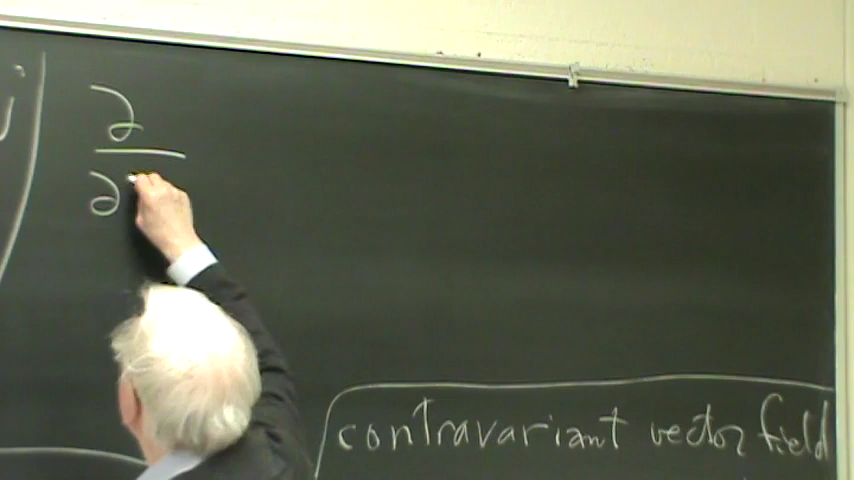 ∂
∂
contravariant vector field